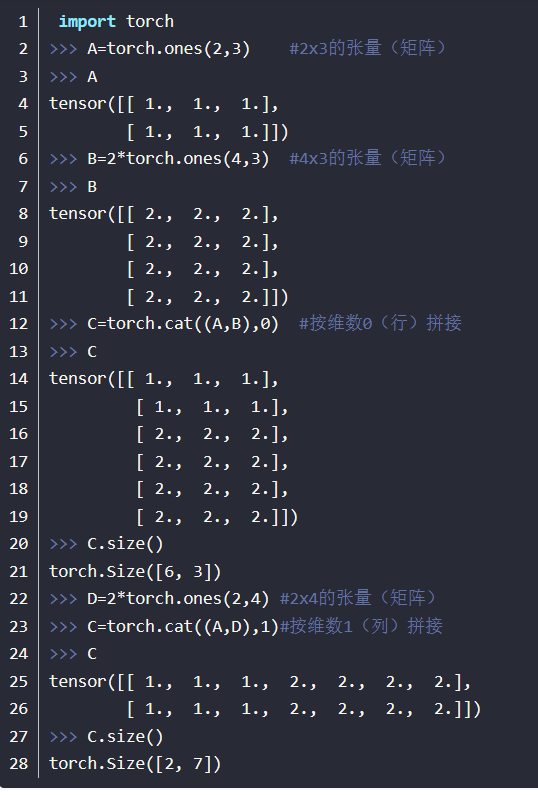 1 import torch
2 >>> A=torch.ones(2,3)    #2x3的张量（矩阵）
3 >>> A
4 tensor([[ 1.,  1.,  1.],
5         [ 1.,  1.,  1.]])
6 >>> B=2*torch.ones(4,3)  #4x3的张量（矩阵）
7 >>> B
8 tensor([[ 2.,  2.,  2.],
9         [ 2.,  2.,  2.],
10         [ 2.,  2.,  2.],
11         [ 2.,  2.,  2.]])
12 >>> C=torch.cat((A,B),0)  #按维数0（行）拼接
13 >>> C
14 tensor([[ 1.,  1.,  1.],
15          [ 1.,  1.,  1.],
16          [ 2.,  2.,  2.],
17          [ 2.,  2.,  2.],
18          [ 2.,  2.,  2.],
19          [ 2.,  2.,  2.]])
20 >>> C.size()
21 torch.Size([6, 3])
22 >>> D=2*torch.ones(2,4) #2x4的张量（矩阵）
23 >>> C=torch.cat((A,D),1)#按维数1（列）拼接
24 >>> C
25 tensor([[ 1.,  1.,  1.,  2.,  2.,  2.,  2.],
26         [ 1.,  1.,  1.,  2.,  2.,  2.,  2.]])
27 >>> C.size()
28 torch.Size([2, 7])